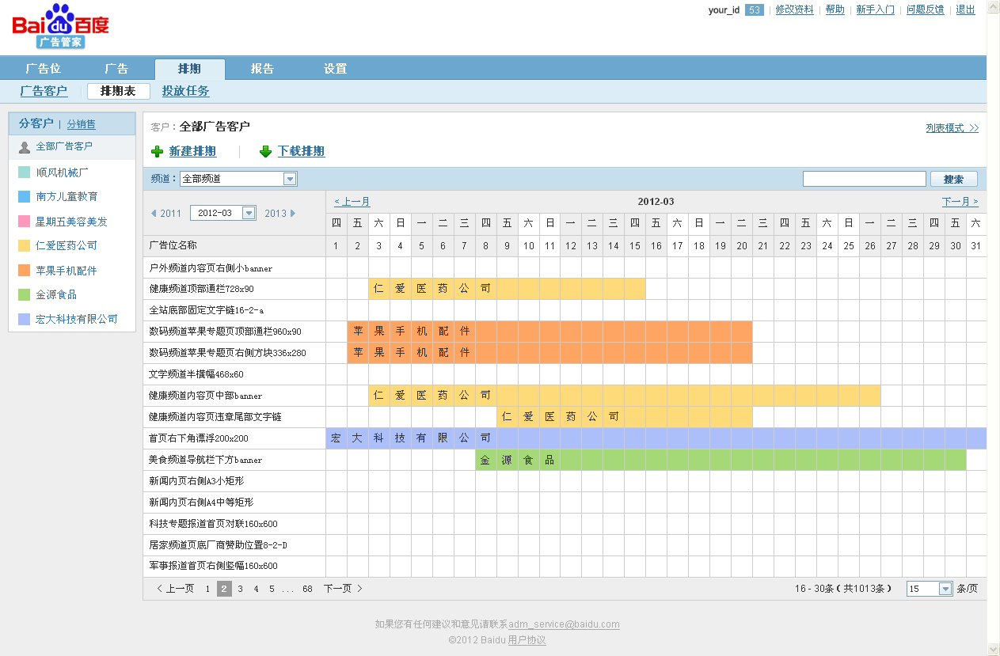 your_id 53 | 修改资料 | 帮助 | 新手入门 | 问题反馈 | 退出
Bai du 百度
广告管家
广告位 广告 排期 报告 设置
广告客户 排期表 投放任务
分客户 | 分销售
全部广告客户
顺风机械厂
南方儿童教育
星期五美容美发
仁爱医药公司
苹果手机配件
金源食品
宏大科技有限公司
客户：全部广告客户
列表模式 >>
新建排期 下载排期
频道： 全部频道 搜索
2011 2012-03 2013
< 上一月 2012-03 下一月 >
四 五 六 日 一 二 三 四 五 六 日 一 二 三 四 五 六 日 一 二 三 四 五 六 日 一 二 三 四 五 六
广告位名称 1 2 3 4 5 6 7 8 9 10 11 12 13 14 15 16 17 18 19 20 21 22 23 24 25 26 27 28 29 30 31
户外频道内容页右侧小banner
健康频道顶部通栏728x90 仁爱医药公司
全站底部固定文字链16-2-a
数码频道苹果专题页顶部通栏960x90 苹果手机配件
数码频道苹果专题页右侧方块336x280 苹果手机配件
文学频道半横幅468x60
健康频道内容页中部banner 仁爱医药公司
健康频道内容页违章尾部文字链 仁爱医药公司
首页右下角漂浮200x200 宏大科技有限公司
美食频道导航栏下方banner 金源食品
新闻内页右侧A3小矩形
新闻内页右侧A4中等矩形
科技专题报道首页对联160x600
居家频道页底厂商赞助位置8-2-D
军事报道首页右侧竖幅160x600
< 上一页 1 2 3 4 5 ... 68 下一页 > 16 - 30条（共1013条） 15 条/页
如果您有任何建议和意见请联系adm_service@baidu.com
©2012 Baidu 用户协议